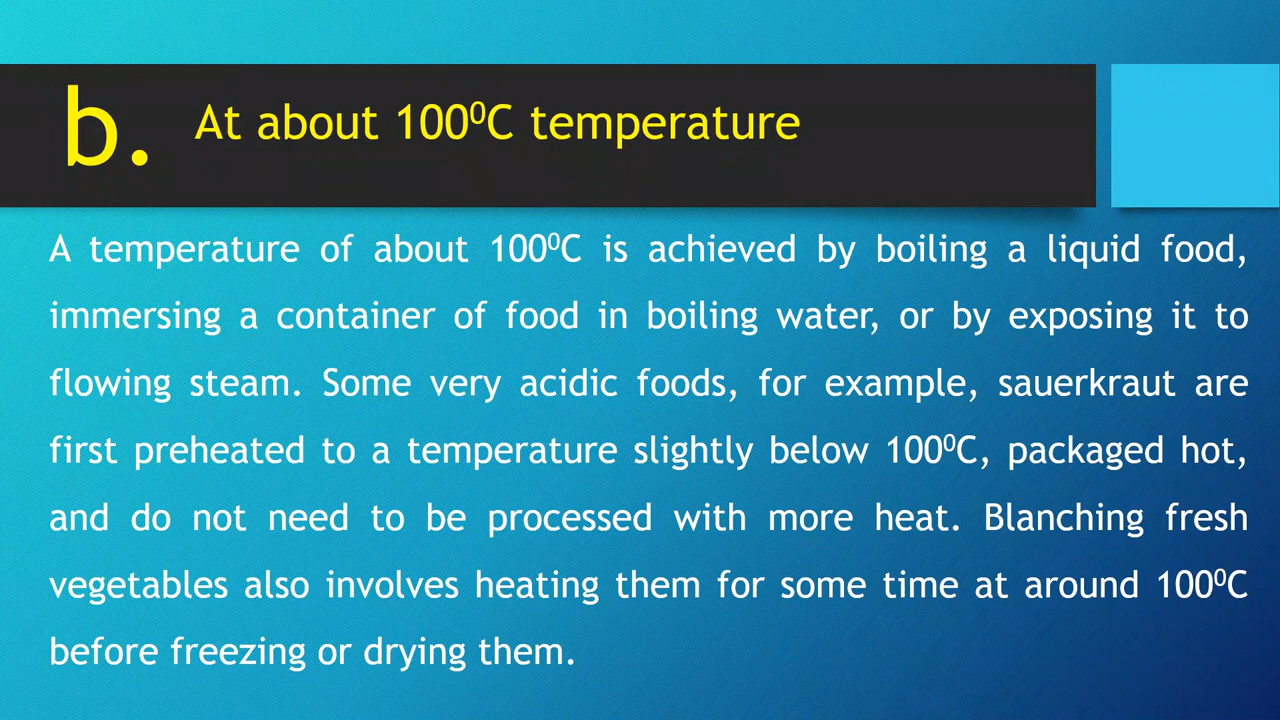 b. At about 100⁰C temperature
A temperature of about 100⁰C is achieved by boiling a liquid food,
immersing a container of food in boiling water, or by exposing it to
flowing steam. Some very acidic foods, for example, sauerkraut are
first preheated to a temperature slightly below 100⁰C, packaged hot,
and do not need to be processed with more heat. Blanching fresh
vegetables also involves heating them for some time at around 100⁰C
before freezing or drying them.